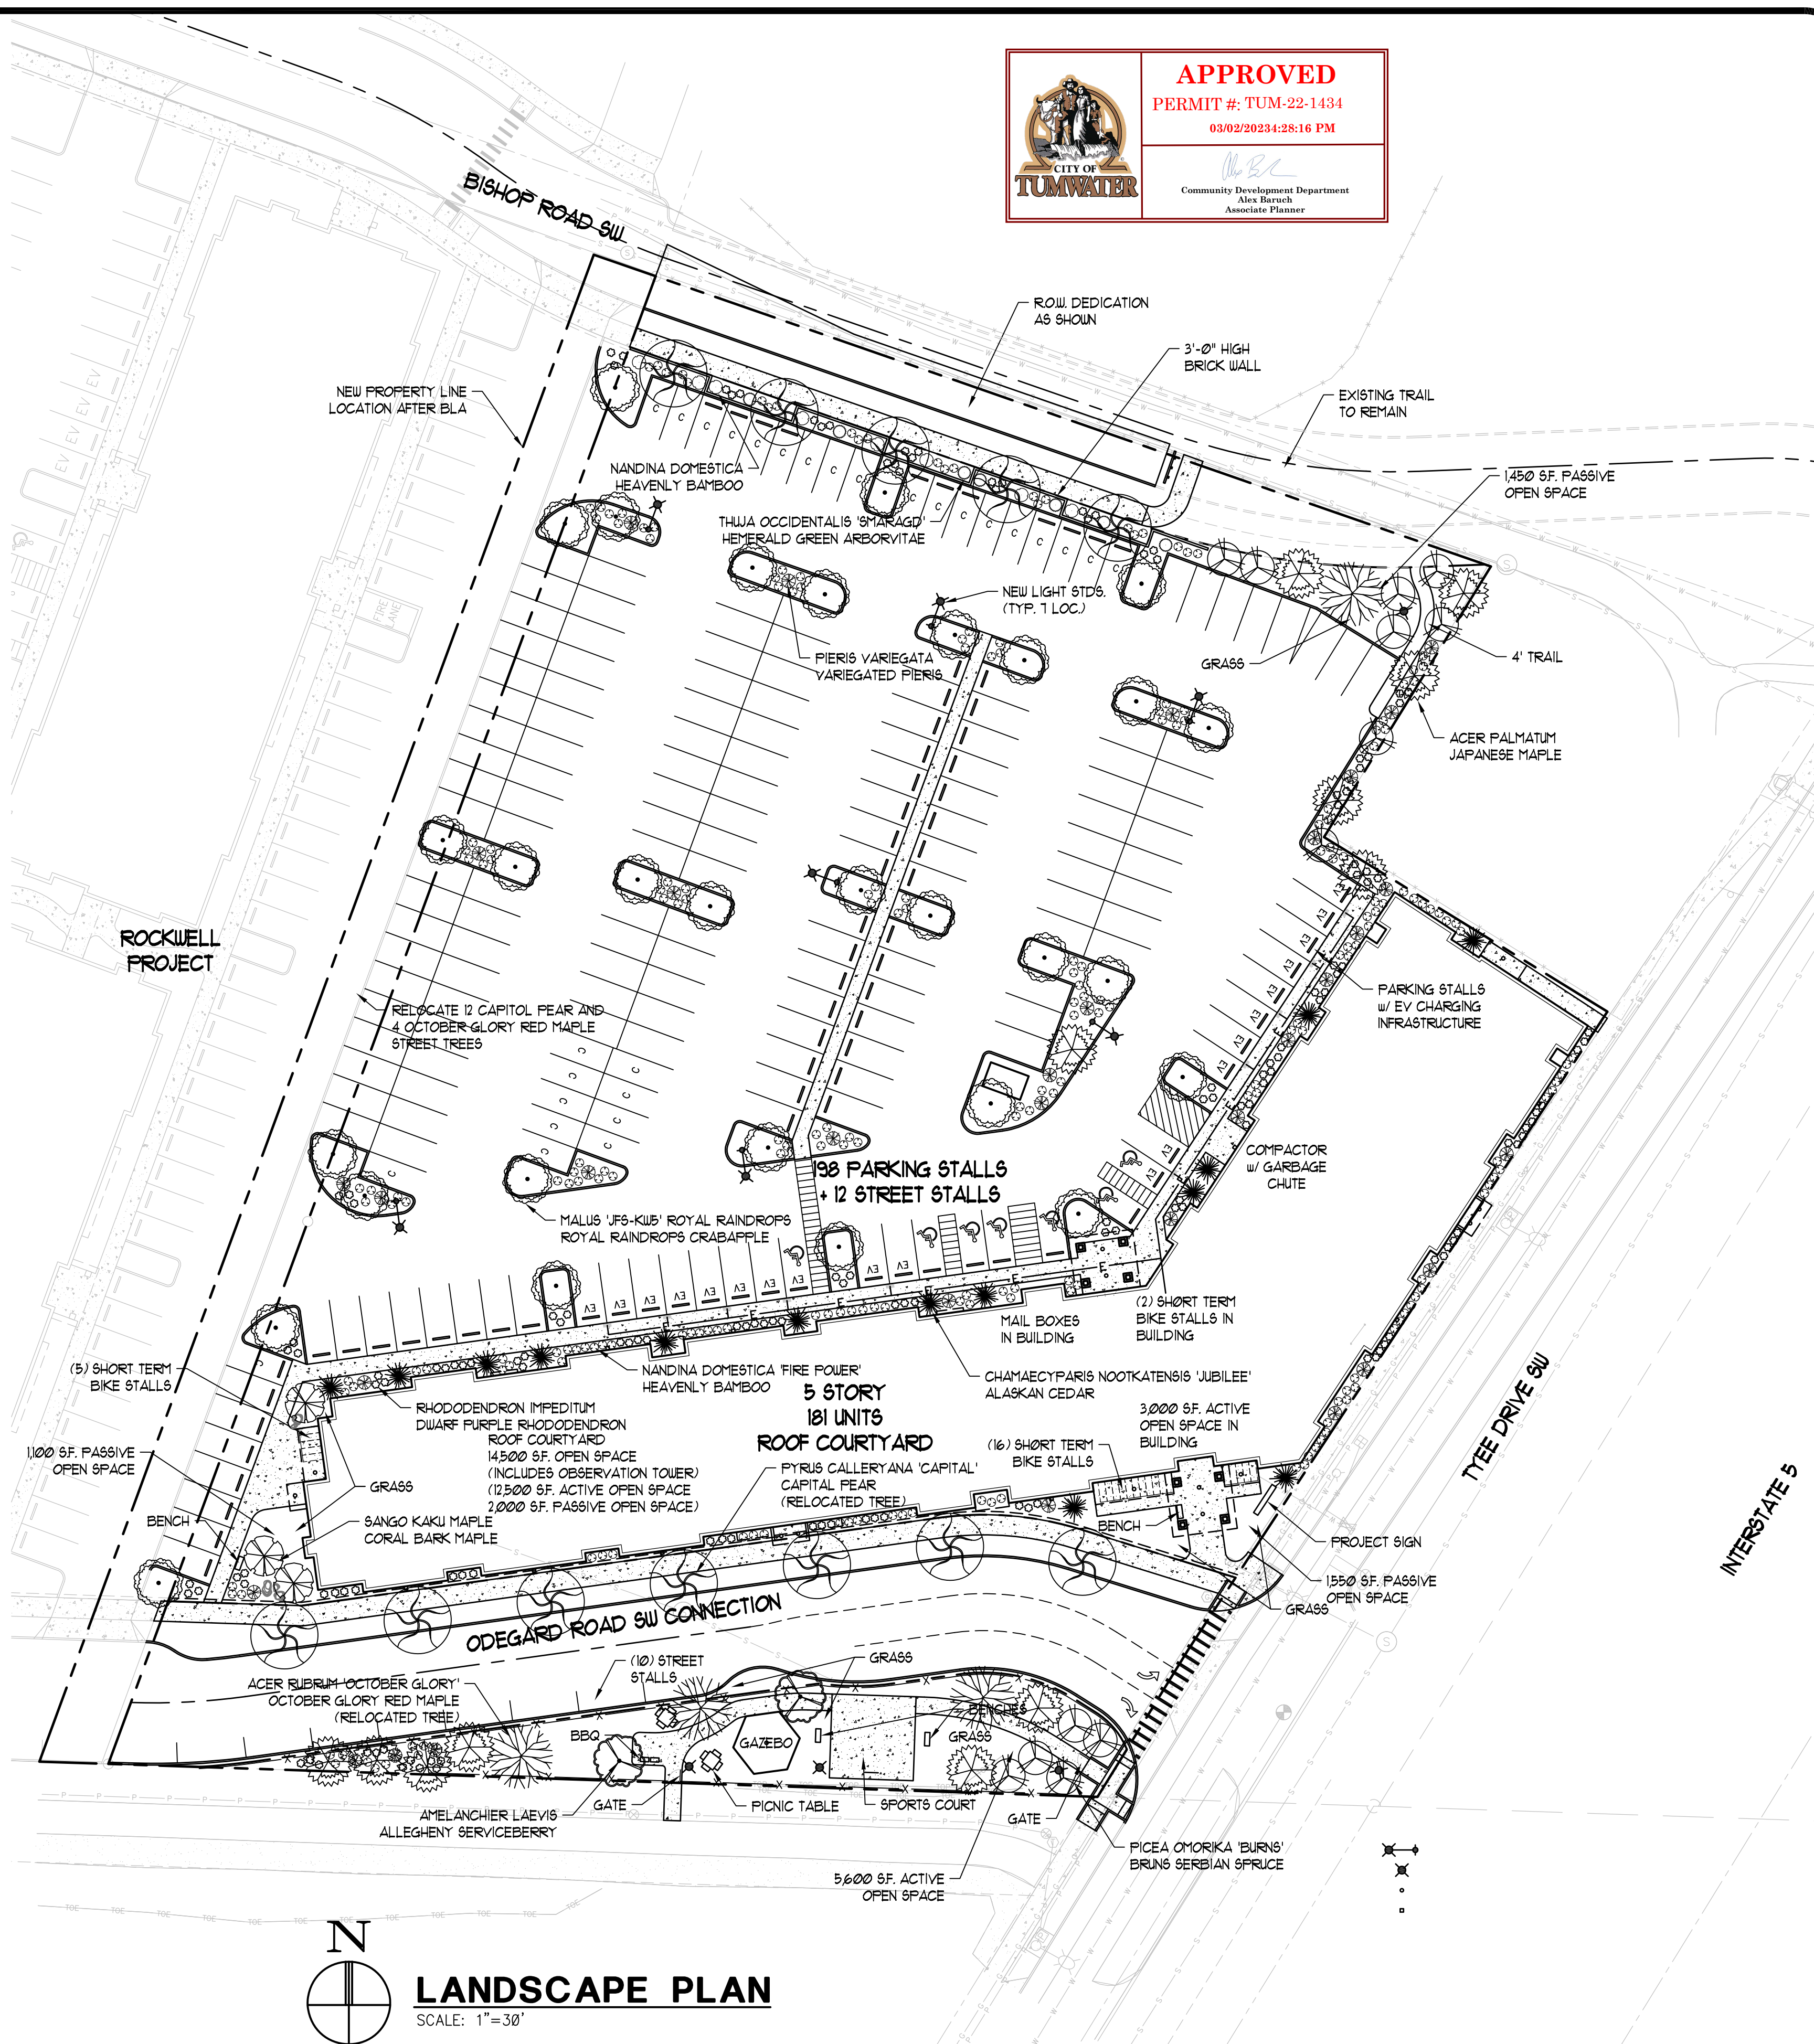 APPROVED
PERMIT #: TUM-22-1434
03/02/20234:28:16 PM
CITY OF
TUMWATER
Community Development Department
Alex Baruch
Associate Planner
BISHOP ROAD SW
R.O.W. DEDICATION
AS SHOWN
3'-0" HIGH
BRICK WALL
NEW PROPERTY LINE
LOCATION AFTER BLA
EXISTING TRAIL
TO REMAIN
NANDINA DOMESTICA
HEAVENLY BAMBOO
1,450 S.F. PASSIVE
OPEN SPACE
THUJA OCCIDENTALIS 'SMARAGD'
HEMERALD GREEN ARBORVITAE
NEW LIGHT STDS.
(TYP. 7 LOC.)
FIRE
LANE
PIERIS VARIEGATA
VARIEGATED PIERIS
GRASS
4' TRAIL
ACER PALMATUM
JAPANESE MAPLE
ROCKWELL
PROJECT
RELOCATE 12 CAPITOL PEAR AND
4 OCTOBER GLORY RED MAPLE
STREET TREES
PARKING STALLS
w/ EV CHARGING
INFRASTRUCTURE
COMPACTOR
w/ GARBAGE
CHUTE
198 PARKING STALLS
+ 12 STREET STALLS
MALUS 'JFS-KW5' ROYAL RAINDROPS
ROYAL RAINDROPS CRABAPPLE
MAIL BOXES
IN BUILDING
(2) SHORT TERM
BIKE STALLS IN
BUILDING
(5) SHORT TERM
BIKE STALLS
NANDINA DOMESTICA 'FIRE POWER'
HEAVENLY BAMBOO
CHAMAECYPARIS NOOTKATENSIS 'JUBILEE'
ALASKAN CEDAR
5 STORY
181 UNITS
ROOF COURTYARD
RHODODENDRON IMPEDITUM
DWARF PURPLE RHODODENDRON
ROOF COURTYARD
14,500 S.F. OPEN SPACE
(INCLUDES OBSERVATION TOWER)
(12,500 S.F. ACTIVE OPEN SPACE
2,000 S.F. PASSIVE OPEN SPACE)
3,000 S.F. ACTIVE
OPEN SPACE IN
BUILDING
(16) SHORT TERM
BIKE STALLS
TYEE DRIVE SW
INTERSTATE 5
1,100 S.F. PASSIVE
OPEN SPACE
GRASS
PYRUS CALLERYANA 'CAPITAL'
CAPITAL PEAR
(RELOCATED TREE)
BENCH
SANGO KAKU MAPLE
CORAL BARK MAPLE
BENCH
PROJECT SIGN
1,550 S.F. PASSIVE
OPEN SPACE
GRASS
ODEGARD ROAD SW CONNECTION
(10) STREET
STALLS
GRASS
ACER RUBRUM 'OCTOBER GLORY'
OCTOBER GLORY RED MAPLE
(RELOCATED TREE)
BBQ
GAZEBO
BENCHES
GRASS
GATE
PICNIC TABLE
SPORTS COURT
GATE
AMELANCHIER LAEVIS
ALLEGHENY SERVICEBERRY
PICEA OMORIKA 'BURNS'
BRUNS SERBIAN SPRUCE
5,600 S.F. ACTIVE
OPEN SPACE
N
LANDSCAPE PLAN
SCALE: 1"=30'